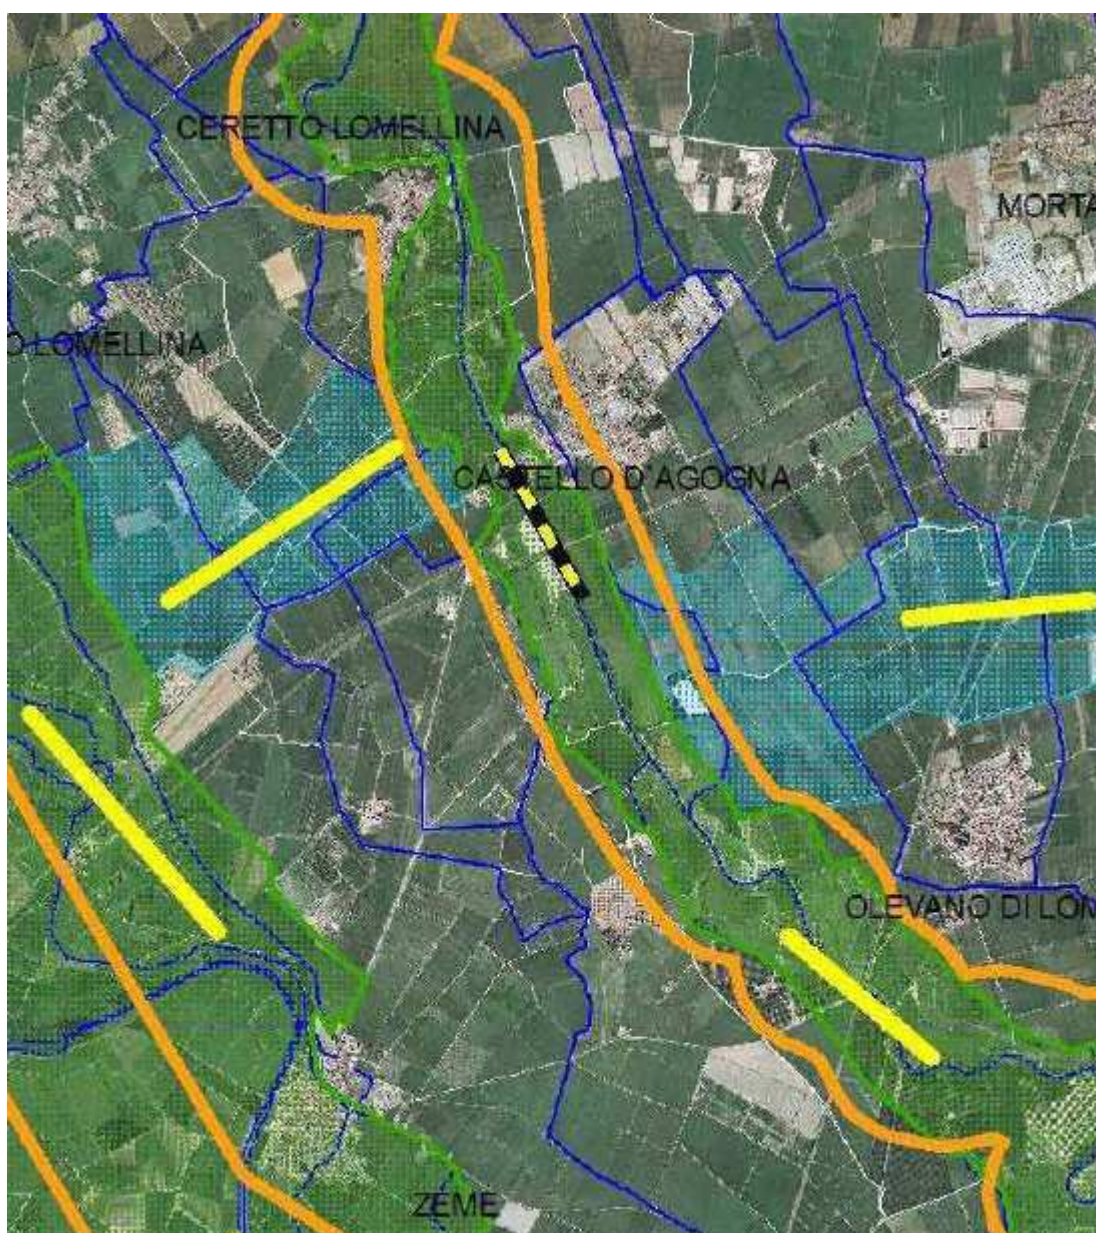 CERETTO LOMELLINA
MORTA
O LOMELLINA
CASTELLO D'AGOGNA
OLEVANO DI LOM
ZEME